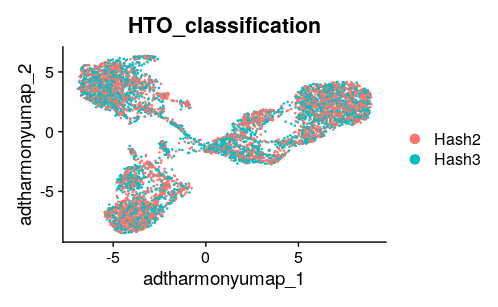 HTO_classification
adtharmonyumap_2
5
0
-5
-5
0
5
adtharmonyumap_1
Hash2
Hash3